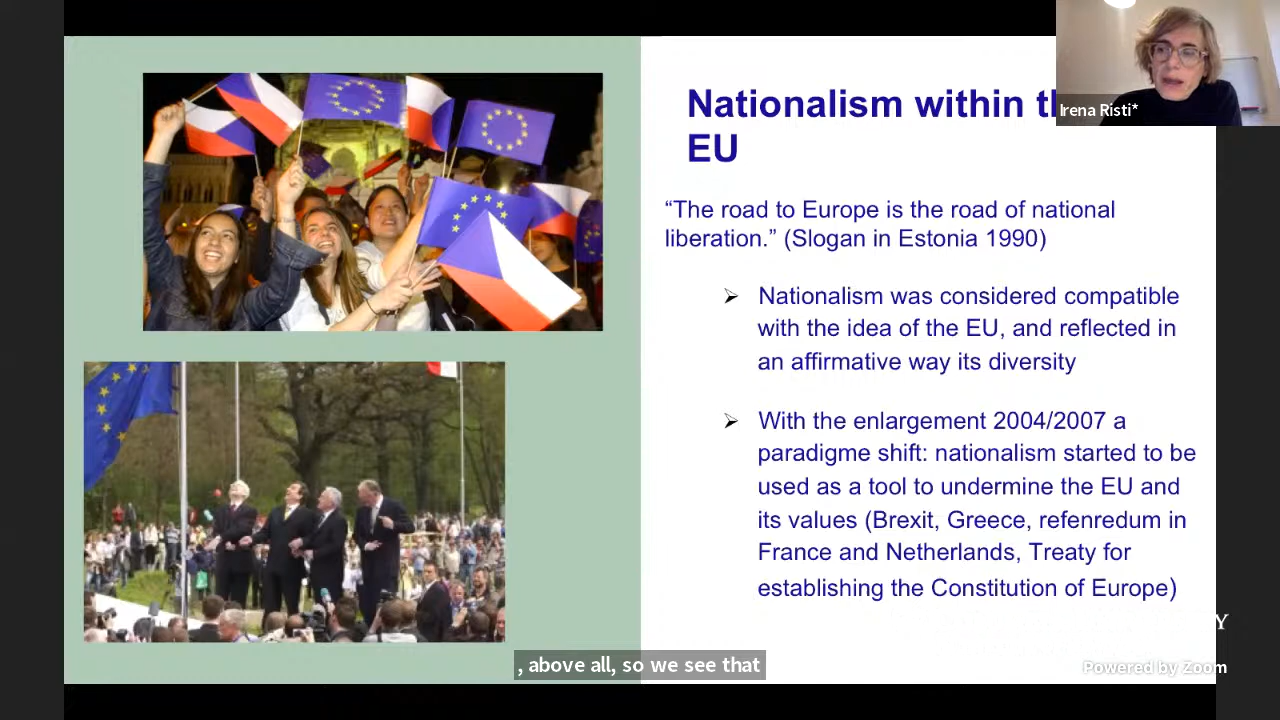 Nationalism within th
EU
Irena Risti*
“The road to Europe is the road of national
liberation.” (Slogan in Estonia 1990)
➢ Nationalism was considered compatible
with the idea of the EU, and reflected in
an affirmative way its diversity
➢ With the enlargement 2004/2007 a
paradigme shift: nationalism started to be
used as a tool to undermine the EU and
its values (Brexit, Greece, refenredum in
France and Netherlands, Treaty for
establishing the Constitution of Europe)
Y
, above all, so we see that
Powered by Zoom